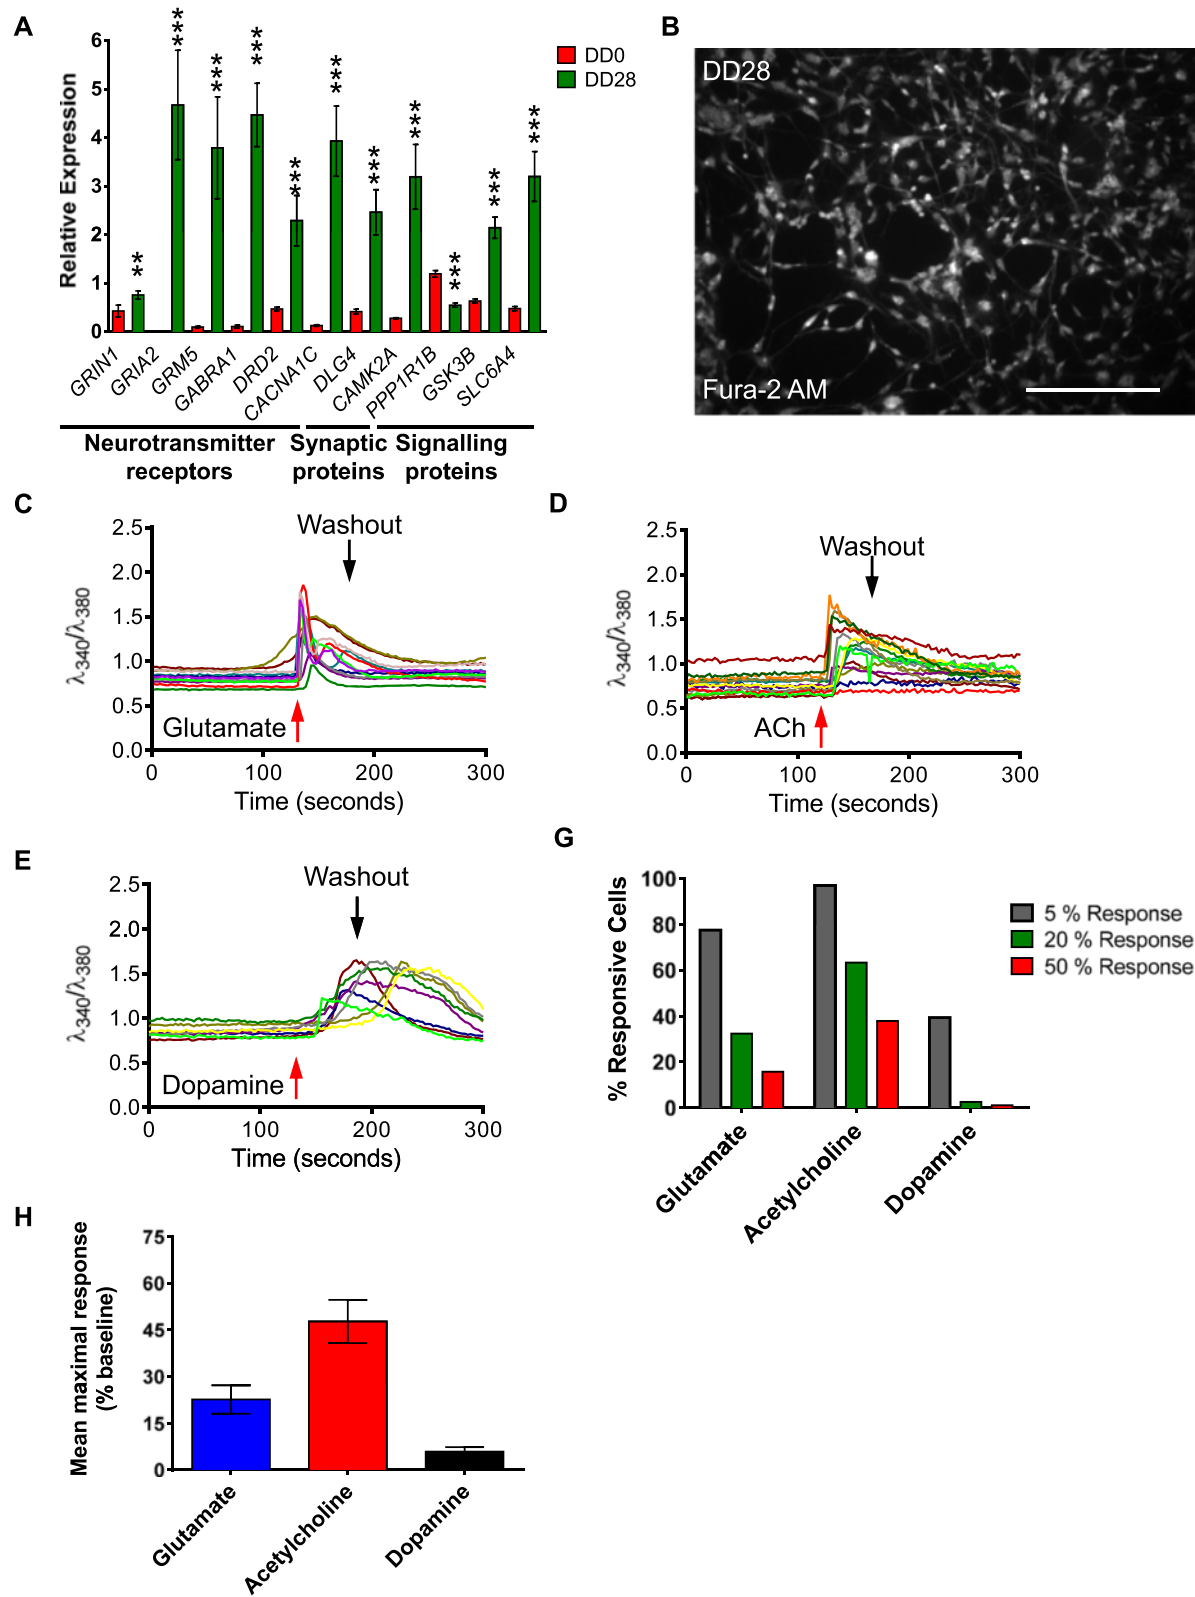 A
6
5
4
3
2
1
0
Relative Expression
***
***
***
***
***
***
***
***
***
***
**
DD0
DD28
GRIN1
GRIA2
GRM5
GABRA1
DRD2
CACNA1C
DLG4
CAMK2A
PPP1R1B
GSK3B
SLC6A4
Neurotransmitter receptors
Synaptic proteins
Signalling proteins
B
DD28
Fura-2 AM
C
2.5
2.0
1.5
1.0
0.5
0.0
λ340/λ380
Washout
Glutamate
0 100 200 300
Time (seconds)
D
2.5
2.0
1.5
1.0
0.5
0.0
λ340/λ380
Washout
ACh
0 100 200 300
Time (seconds)
E
2.5
2.0
1.5
1.0
0.5
0.0
λ340/λ380
Washout
Dopamine
0 100 200 300
Time (seconds)
G
100
80
60
40
20
0
% Responsive Cells
5 % Response
20 % Response
50 % Response
Glutamate
Acetylcholine
Dopamine
H
75
60
45
30
15
0
Mean maximal response
(% baseline)
Glutamate
Acetylcholine
Dopamine